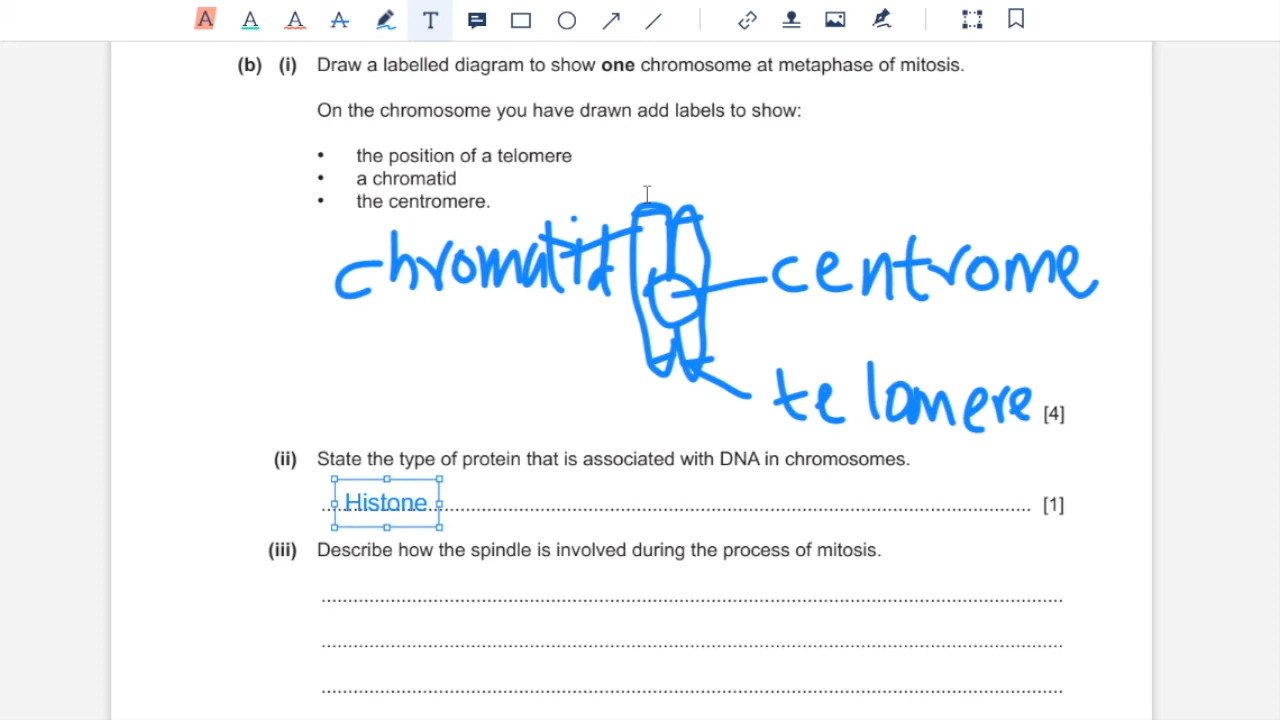 A A A A T
(b) (i) Draw a labelled diagram to show one chromosome at metaphase of mitosis.
On the chromosome you have drawn add labels to show:
• the position of a telomere
• a chromatid
• the centromere.
chromatid centrome
telomere [4]
(ii) State the type of protein that is associated with DNA in chromosomes.
Histone [1]
(iii) Describe how the spindle is involved during the process of mitosis.